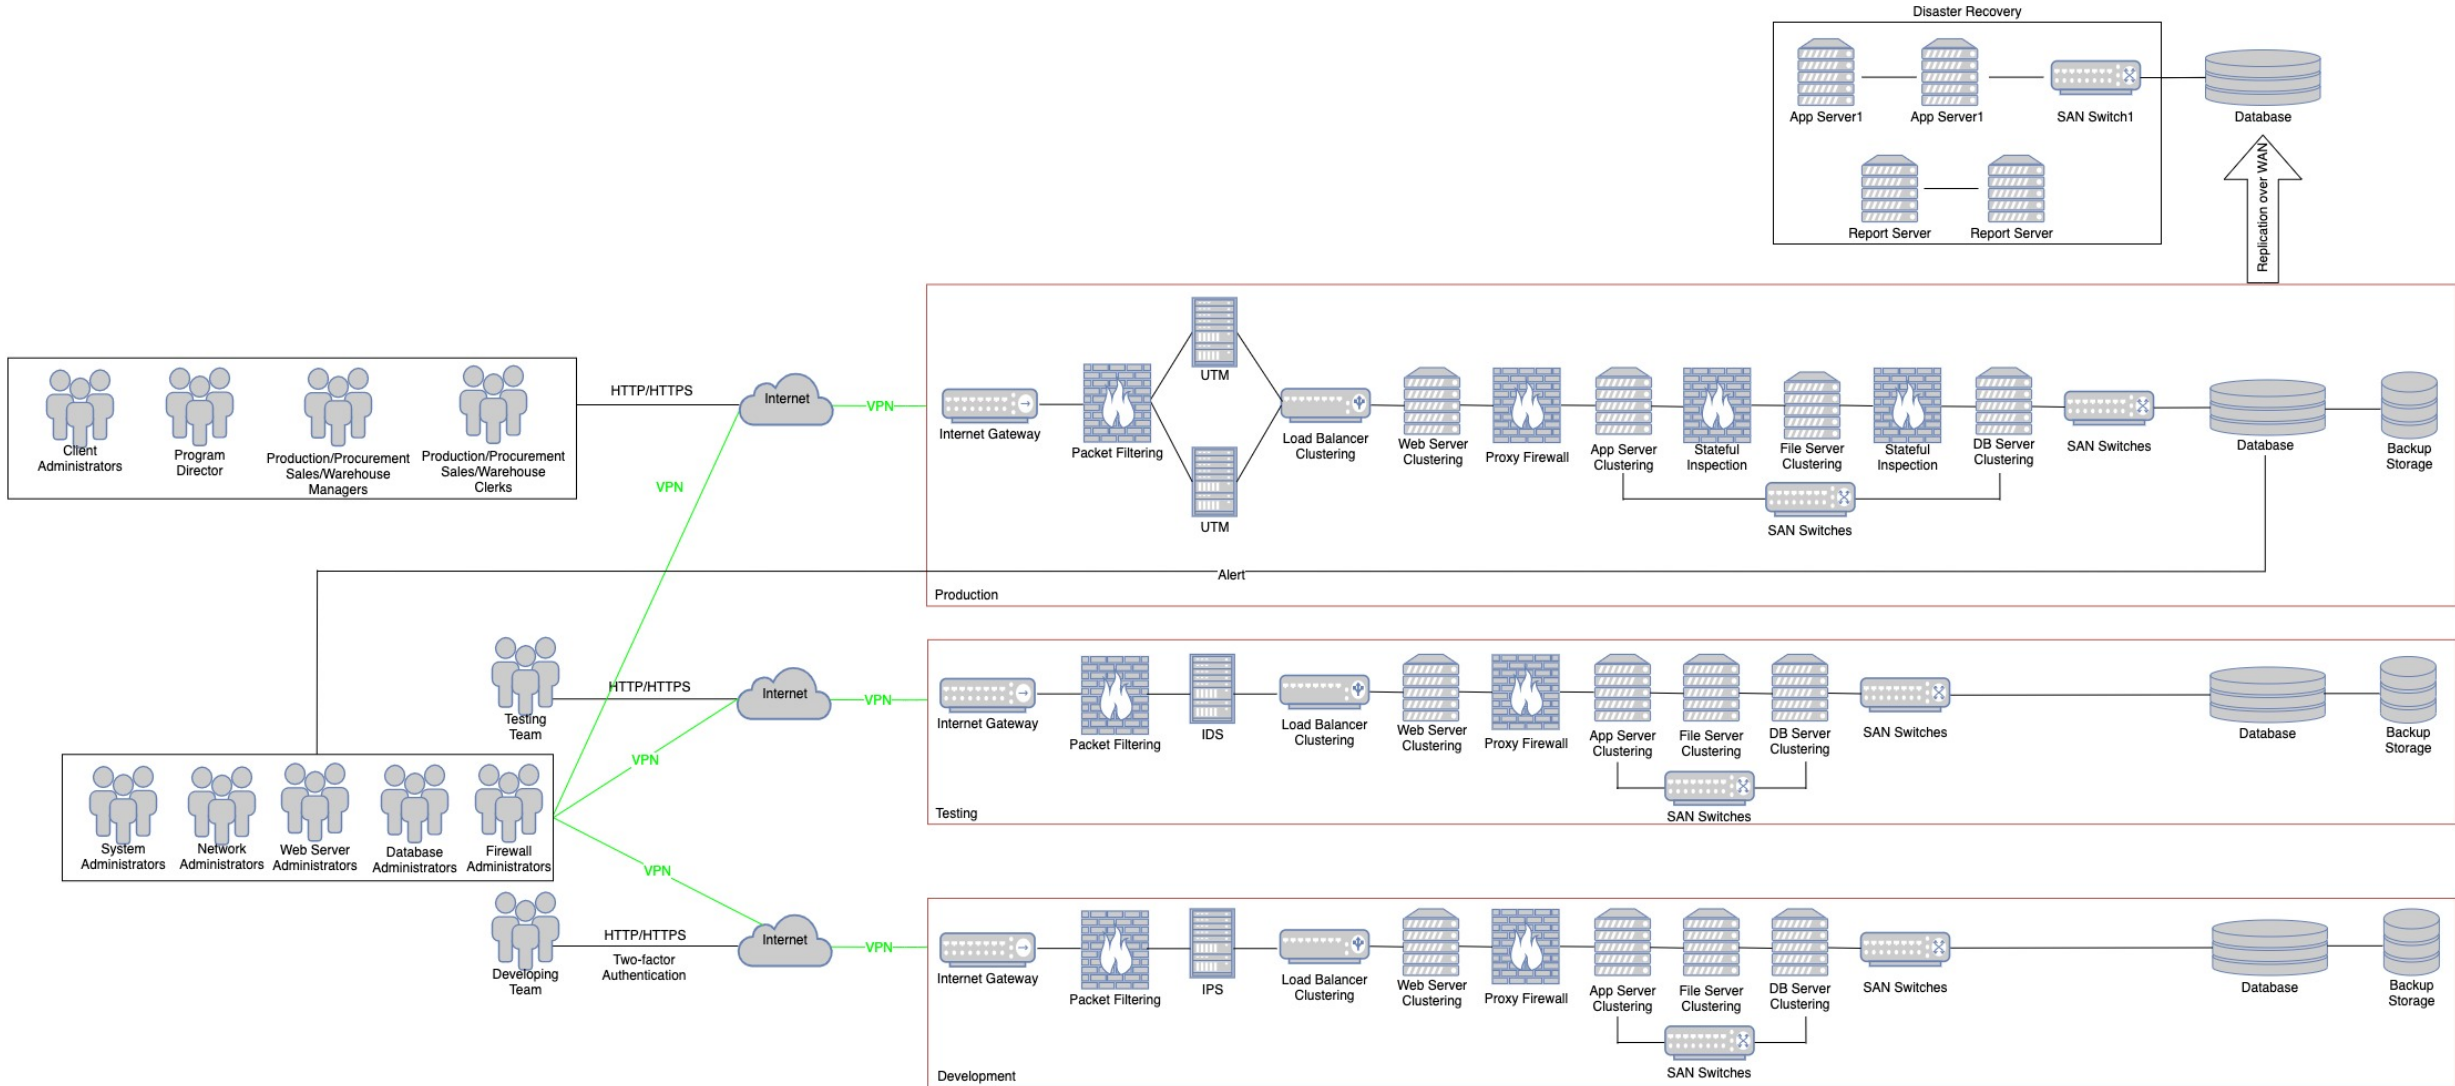 Disaster Recovery
App Server1
App Server1
SAN Switch1
Database
Report Server
Report Server
Replication over WAN
Client
Administrators
Program
Director
Production/Procurement
Sales/Warehouse
Managers
Production/Procurement
Sales/Warehouse
Clerks
HTTP/HTTPS
Internet
VPN
VPN
Internet Gateway
Packet Filtering
UTM
UTM
Load Balancer
Clustering
Web Server
Clustering
Proxy Firewall
App Server
Clustering
Stateful
Inspection
File Server
Clustering
Stateful
Inspection
DB Server
Clustering
SAN Switches
SAN Switches
Database
Backup
Storage
Alert
Production
Testing
Team
HTTP/HTTPS
Internet
VPN
VPN
Internet Gateway
Packet Filtering
IDS
Load Balancer
Clustering
Web Server
Clustering
Proxy Firewall
App Server
Clustering
File Server
Clustering
DB Server
Clustering
SAN Switches
SAN Switches
Database
Backup
Storage
Testing
System
Administrators
Network
Administrators
Web Server
Administrators
Database
Administrators
Firewall
Administrators
VPN
Developing
Team
HTTP/HTTPS
Two-factor
Authentication
Internet
VPN
Internet Gateway
Packet Filtering
IPS
Load Balancer
Clustering
Web Server
Clustering
Proxy Firewall
App Server
Clustering
File Server
Clustering
DB Server
Clustering
SAN Switches
SAN Switches
Database
Backup
Storage
Development